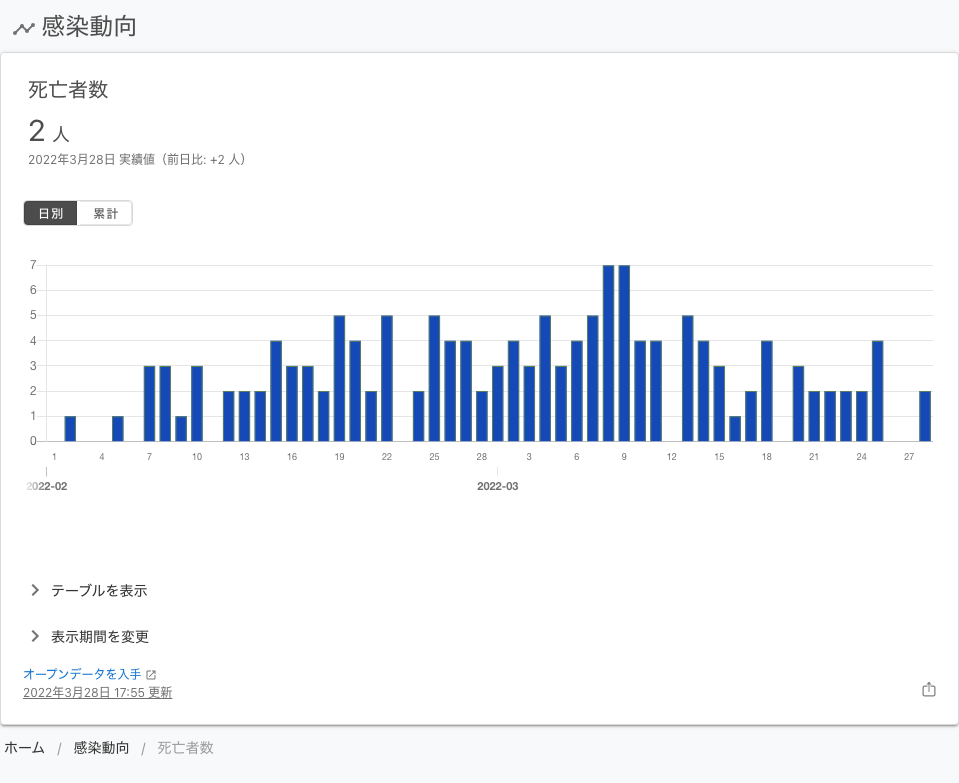 感染動向
死亡者数
2 人
2022年3月28日 実績値（前日比: +2 人）
日別 累計
7
6
5
4
3
2
1
0
1 4 7 10 13 16 19 22 25 28 3 6 9 12 15 18 21 24 27
2022-02 2022-03
テーブルを表示
表示期間を変更
オープンデータを入手
2022年3月28日 17:55 更新
ホーム / 感染動向 / 死亡者数